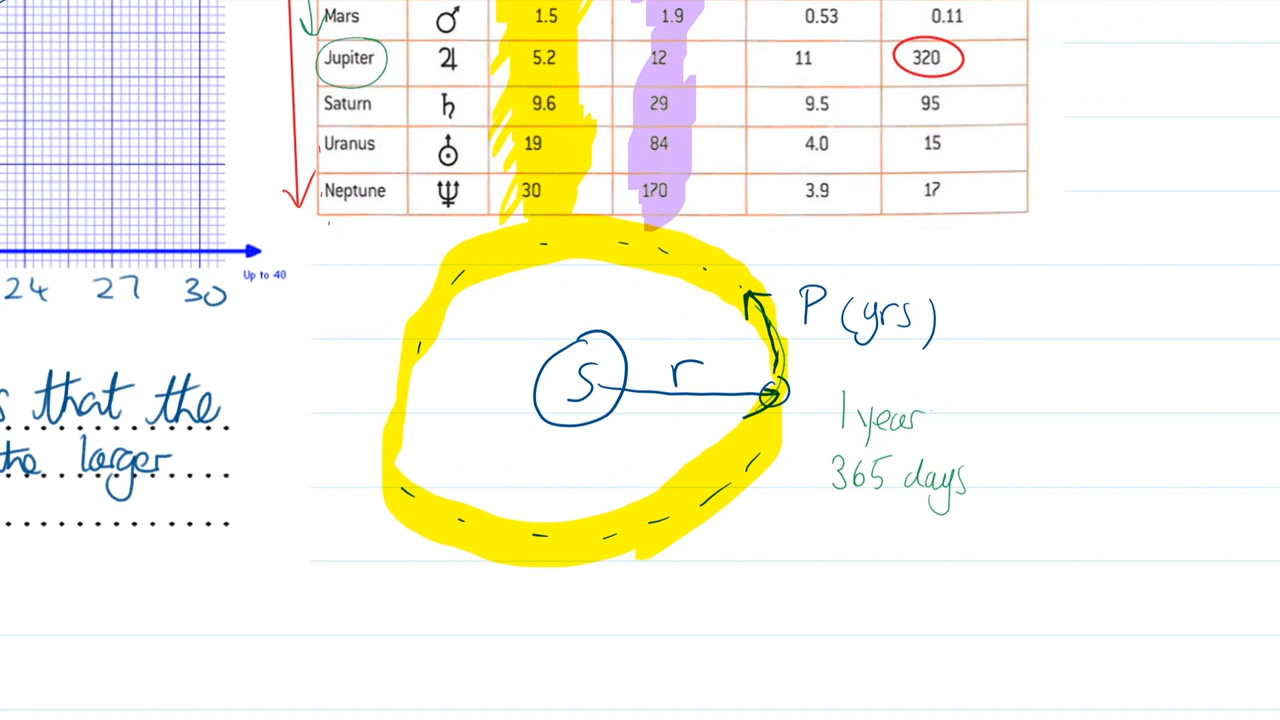 Mars ♂ 1.5 1.9 0.53 0.11
Jupiter ♃ 5.2 12 11 320
Saturn ♄ 9.6 29 9.5 95
Uranus ⛢ 19 84 4.0 15
Neptune ♆ 30 170 3.9 17
Up to 40
24 27 30
P (yrs)
S r
that the
the larger
1 year
365 days